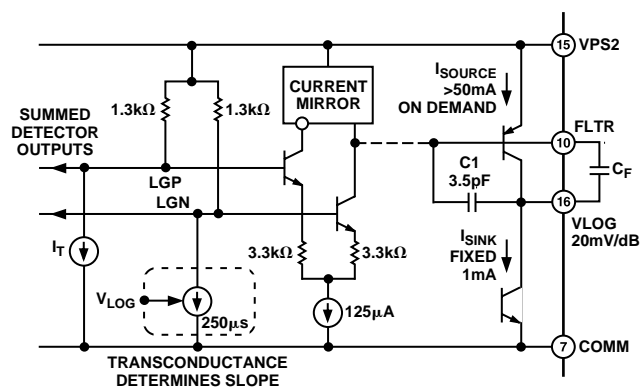 15 VPS2
CURRENT
MIRROR
I SOURCE
>50mA
ON DEMAND
1.3kΩ
1.3kΩ
SUMMED
DETECTOR
OUTPUTS
FLTR
10
C1
3.5pF
CF
LGP
LGN
16
VLOG
20mV/dB
IT
3.3kΩ
3.3kΩ
I SINK
FIXED
1mA
VLOG
250μs
125μA
7 COMM
TRANSCONDUCTANCE
DETERMINES SLOPE